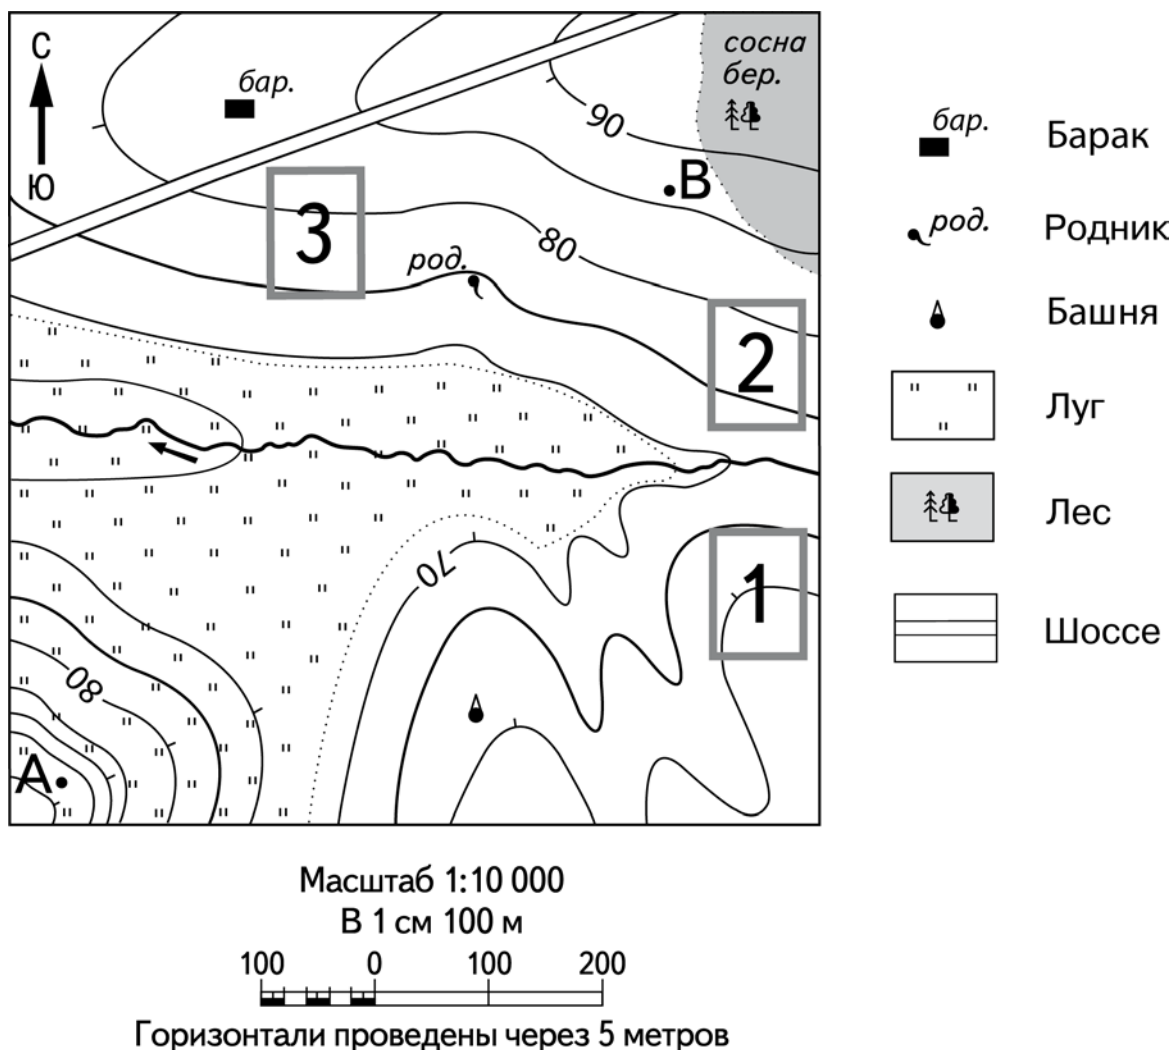 С
Ю
бар.
сосна
бер.
90
В
3
80
род.
2
70
1
80
А
бар.
Барак
род.
Родник
Башня
Луг
Лес
Шоссе
Масштаб 1:10 000
В 1 см 100 м
100 0 100 200
Горизонтали проведены через 5 метров